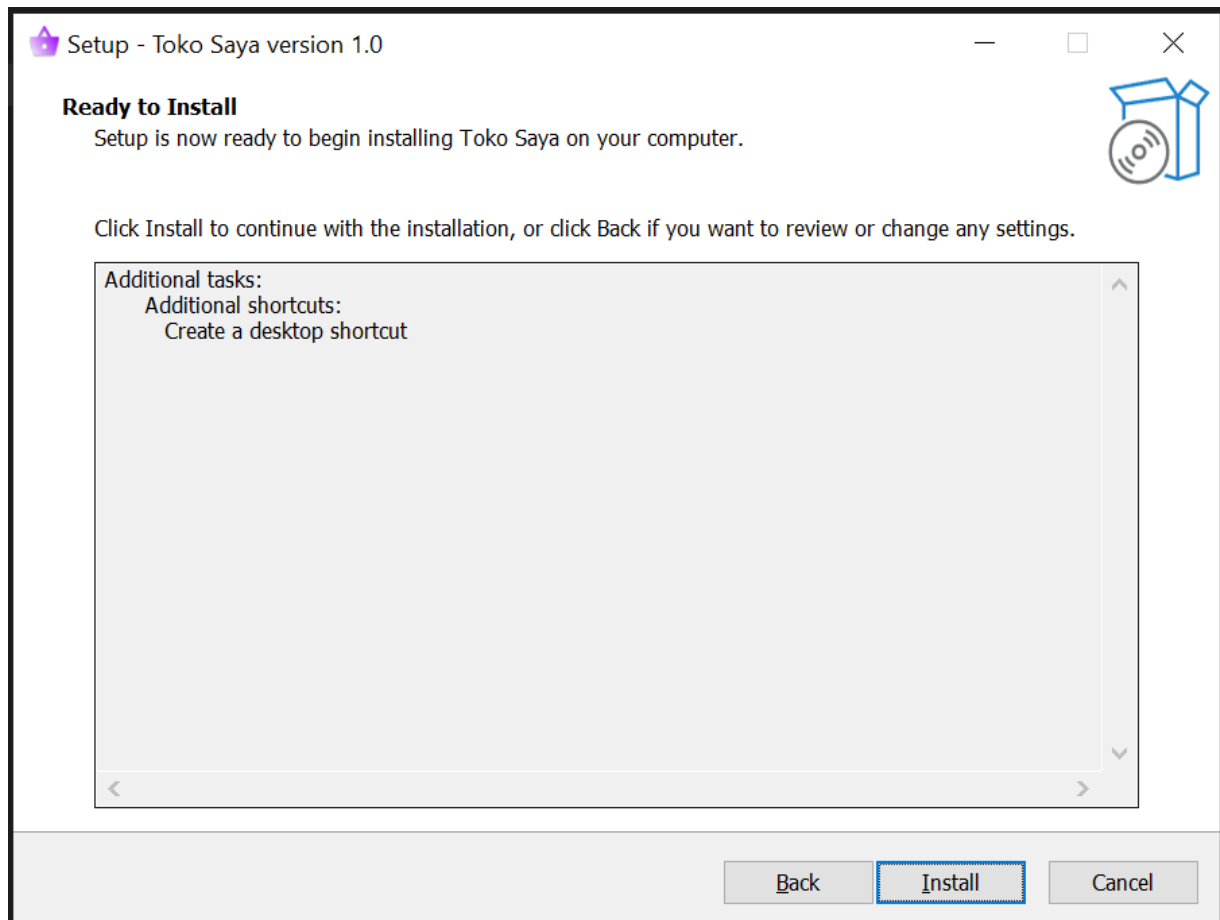 Setup - Toko Saya version 1.0
Ready to Install
Setup is now ready to begin installing Toko Saya on your computer.
Click Install to continue with the installation, or click Back if you want to review or change any settings.
Additional tasks:
Additional shortcuts:
Create a desktop shortcut
Back Install Cancel